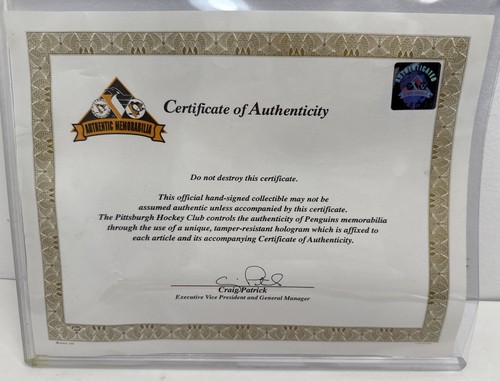 AUTHENTIC MEMORABILIA
Certificate of Authenticity
AUTHENTICATED
Do not destroy this certificate.
This official hand-signed collectible may not be
assumed authentic unless accompanied by this certificate.
The Pittsburgh Hockey Club controls the authenticity of Penguins memorabilia
through the use of a unique, tamper-resistant hologram which is affixed to
each article and its accompanying Certificate of Authenticity.
Craig Patrick
Executive Vice President and General Manager